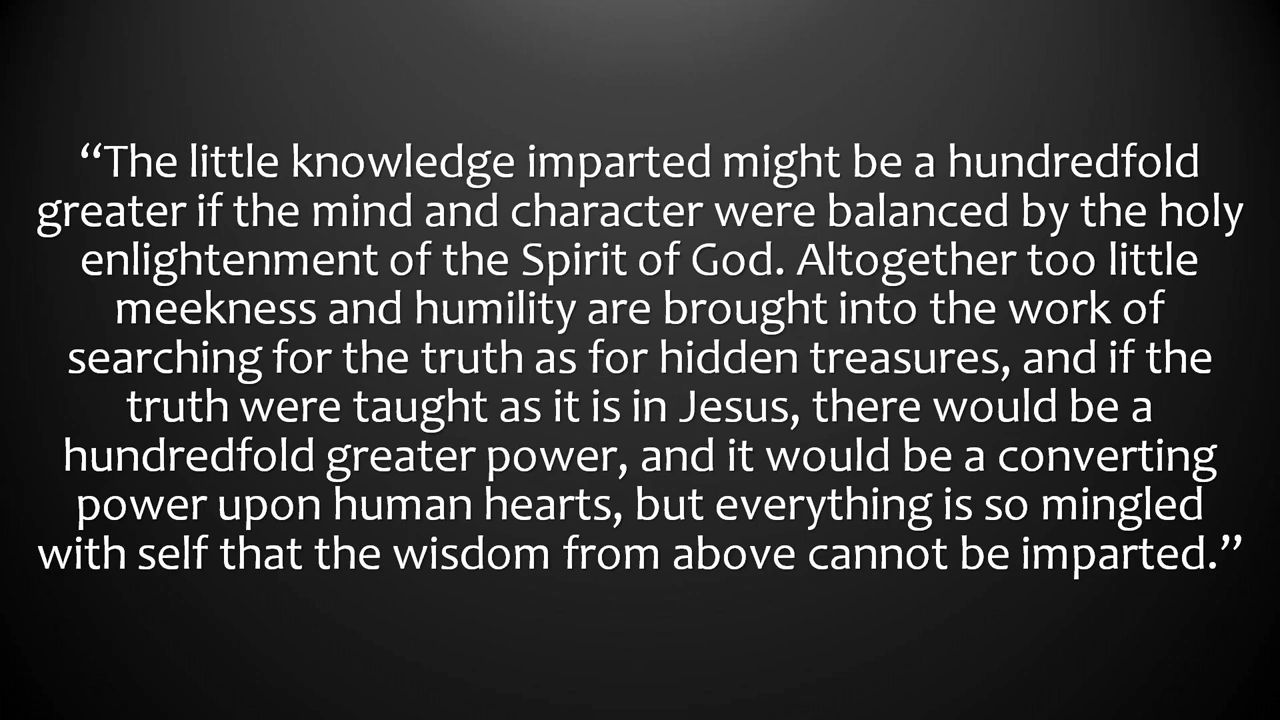 “The little knowledge imparted might be a hundredfold
greater if the mind and character were balanced by the holy
enlightenment of the Spirit of God. Altogether too little
meekness and humility are brought into the work of
searching for the truth as for hidden treasures, and if the
truth were taught as it is in Jesus, there would be a
hundredfold greater power, and it would be a converting
power upon human hearts, but everything is so mingled
with self that the wisdom from above cannot be imparted.”